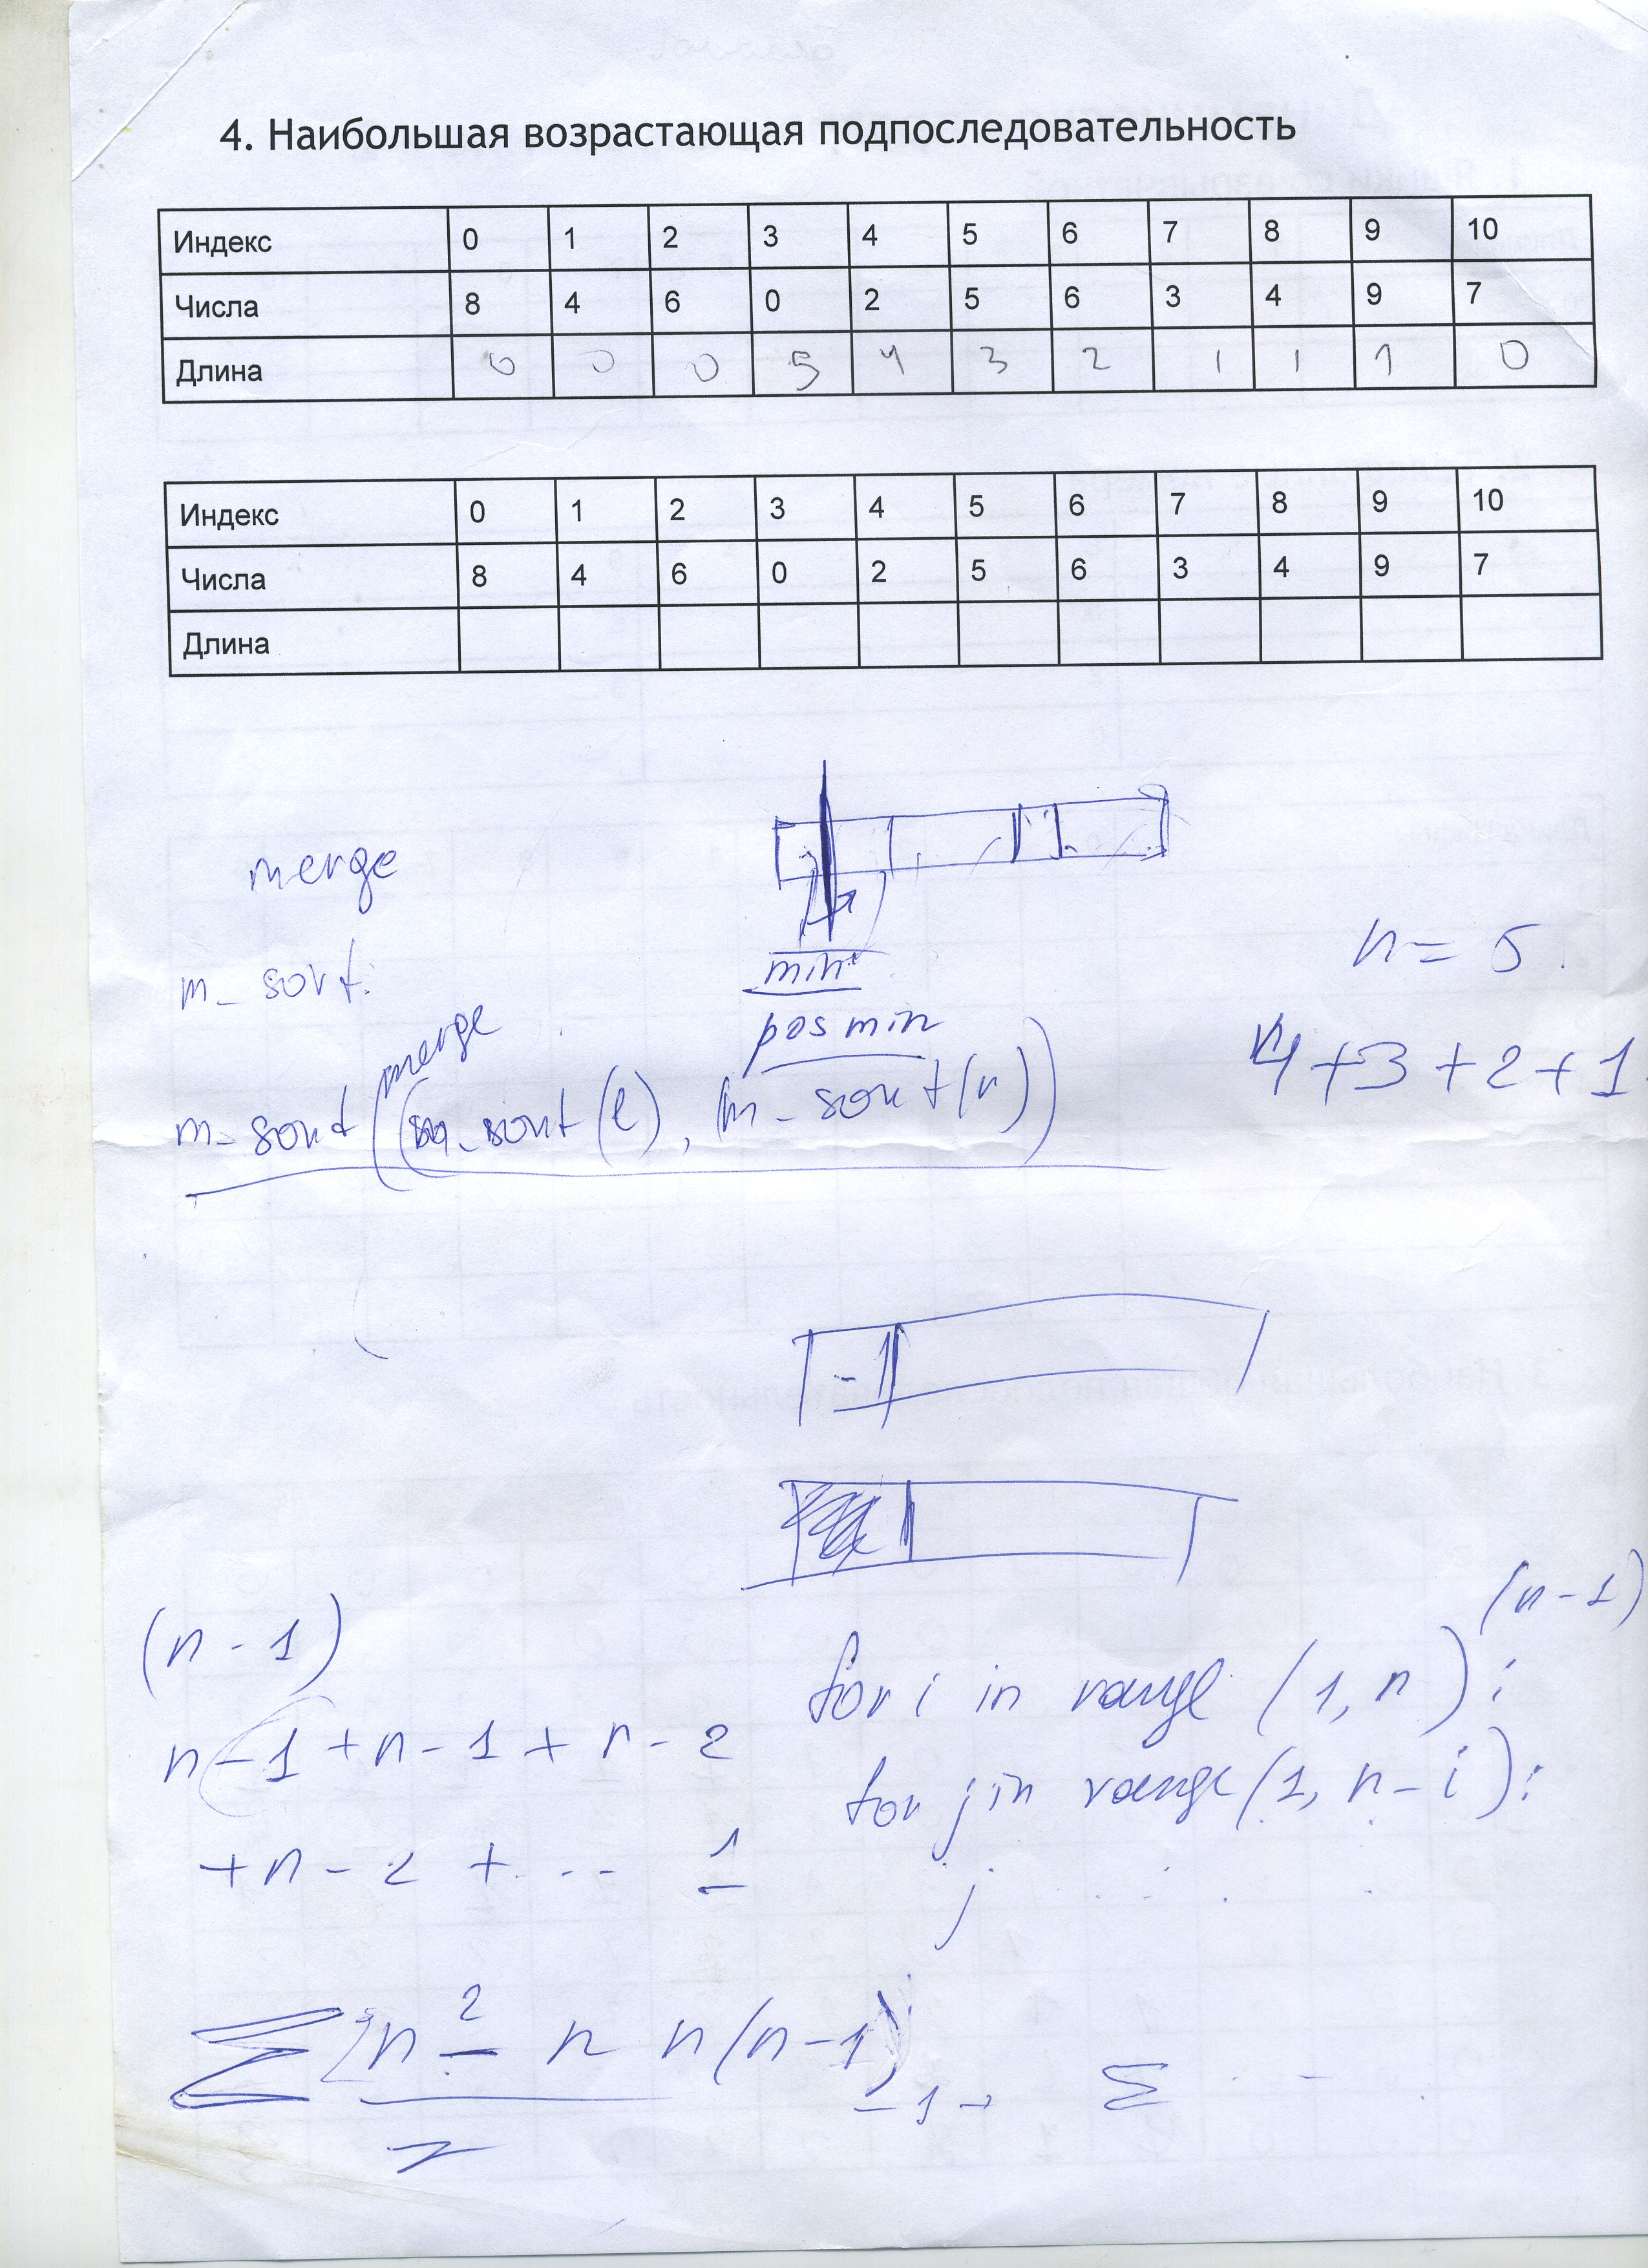 4. Наибольшая возрастающая подпоследовательность
Индекс 0 1 2 3 4 5 6 7 8 9 10
Числа 8 4 6 0 2 5 6 3 4 9 7
Длина 0 0 0 5 4 3 2 1 1 1 0
Индекс 0 1 2 3 4 5 6 7 8 9 10
Числа 8 4 6 0 2 5 6 3 4 9 7
Длина
merge
min
n = 5
m_sort:
pos min
4+3+2+1
merge
m_sort((m_sort(l), (m_sort(r))
-1
(n-1)
(n-1)
for i in range (1, n):
n-1+n-1+n-2
for j in range(1, n-i):
+n-2+... 1
j
Σ n² - n n(n-1)
-1
Σ
2